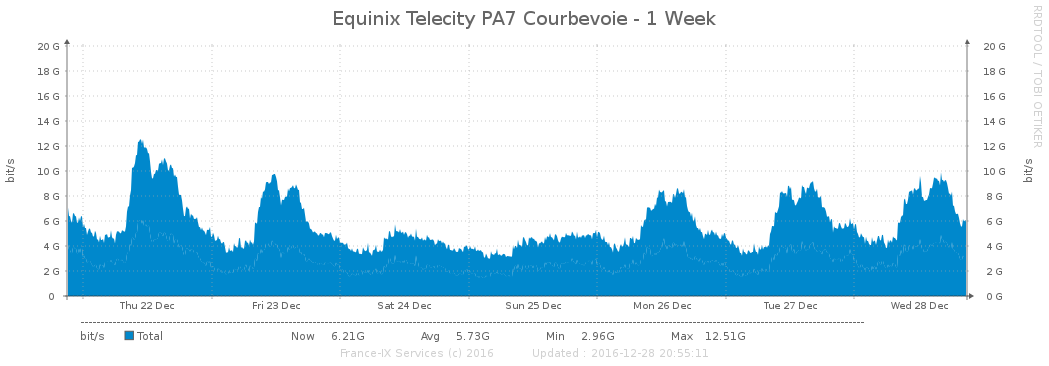 Equinix Telecity PA7 Courbevoie - 1 Week
RRDTOOL / TOBI OETIKER
20 G 20 G
18 G 18 G
16 G 16 G
14 G 14 G
12 G 12 G
10 G 10 G
8 G 8 G
6 G 6 G
4 G 4 G
2 G 2 G
0 0 G
bit/s
bit/s
Thu 22 Dec Fri 23 Dec Sat 24 Dec Sun 25 Dec Mon 26 Dec Tue 27 Dec Wed 28 Dec
bit/s Total Now 6.21G Avg 5.73G Min 2.96G Max 12.51G
France-IX Services (c) 2016 Updated : 2016-12-28 20:55:11